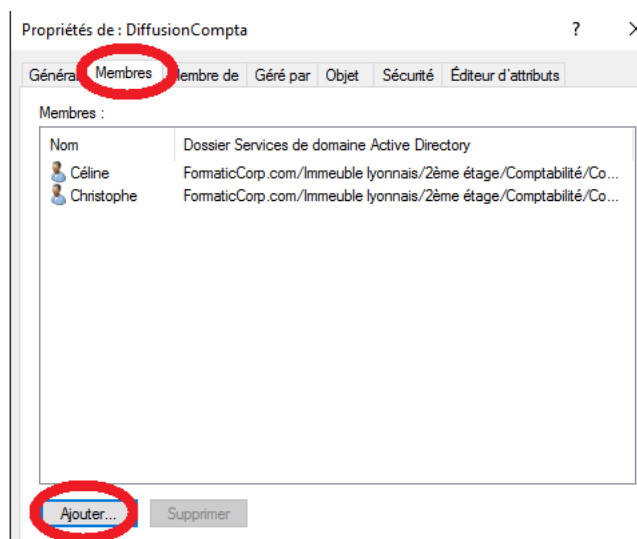 Propriétés de : DiffusionCompta ? ×
Généra Membres Membre de Géré par Objet Sécurité Éditeur d'attributs
Membres :
Nom Dossier Services de domaine Active Directory
Céline FormaticCorp.com/Immeuble lyonnais/2ème étage/Comptabilité/Co...
Christophe FormaticCorp.com/Immeuble lyonnais/2ème étage/Comptabilité/Co...
Ajouter... Supprimer